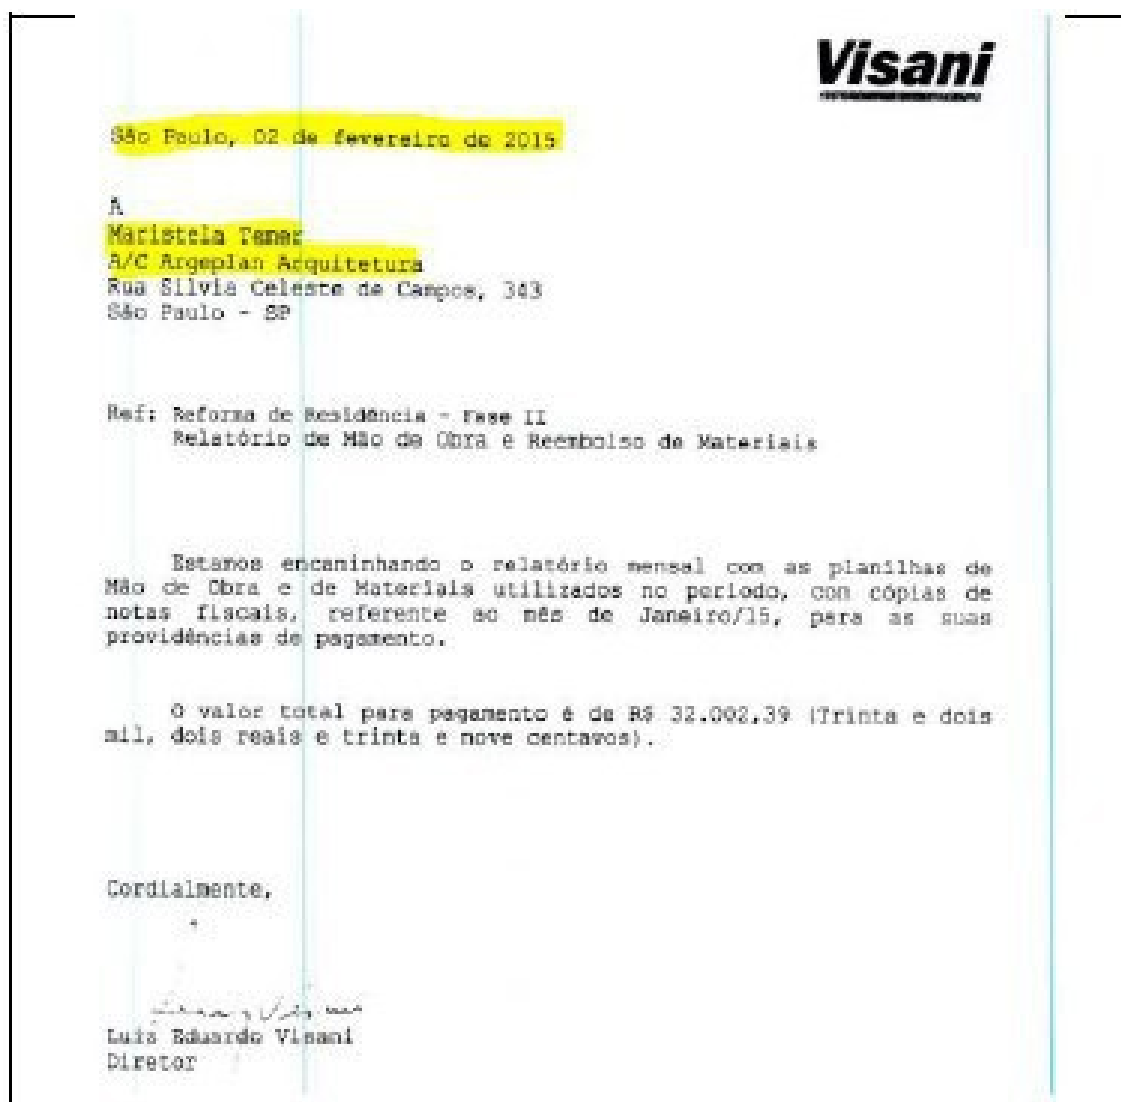 Visani
São Paulo, 02 de fevereiro de 2015
A
Maristela Temer
A/C Argeplan Arquitetura
Rua Silvia Celeste de Campos, 343
São Paulo - SP
Ref: Reforma de Residência - Fase II
Relatório de Mão de Obra e Reembolso de Materiais
Estamos encaminhando o relatório mensal com as planilhas de
Mão de Obra e de Materiais utilizados no período, com cópias de
notas fiscais, referente ao mês de Janeiro/15, para as suas
providências de pagamento.
O valor total para pagamento é de R$ 32.002,39 (Trinta e dois
mil, dois reais e trinta e nove centavos).
Cordialmente,
Luis Eduardo Visani
Diretor